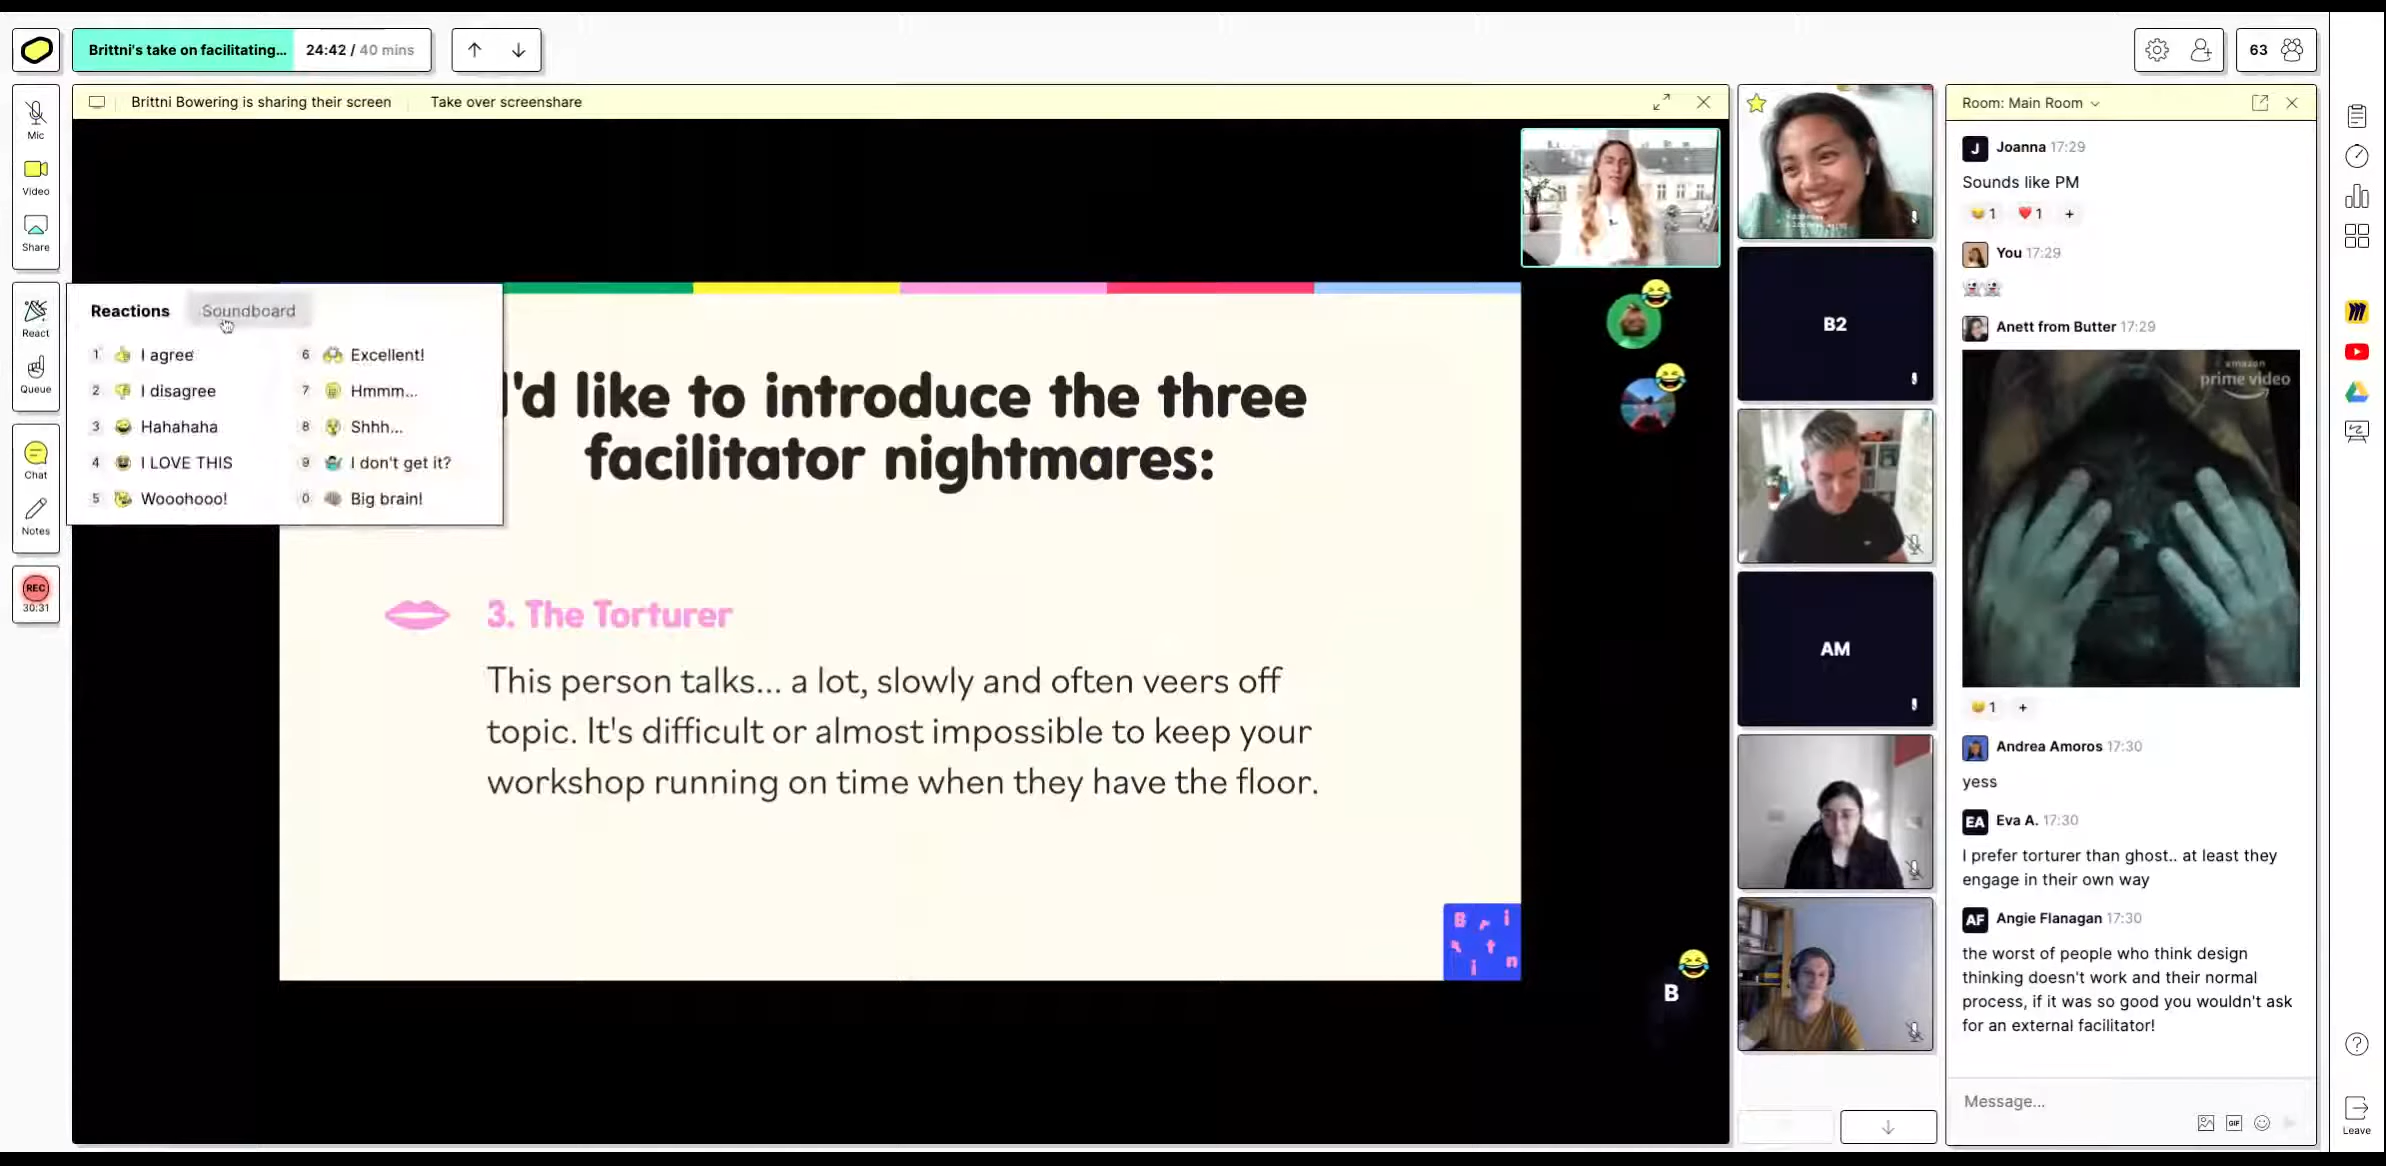 Brittni's take on facilitating... 24:42 / 40 mins
63
Mic
Video
Share
React
Queue
Chat
Notes
REC
30:31
Brittni Bowering is sharing their screen
Take over screenshare
Reactions
Soundboard
1 I agree
2 I disagree
3 Hahahaha
4 I LOVE THIS
5 Wooohooo!
6 Excellent!
7 Hmmm...
8 Shhh...
9 I don't get it?
0 Big brain!
I'd like to introduce the three
facilitator nightmares:
3. The Torturer
This person talks... a lot, slowly and often veers off
topic. It's difficult or almost impossible to keep your
workshop running on time when they have the floor.
B r i
t t
i n
B
B2
AM
Room: Main Room
J Joanna 17:29
Sounds like PM
1 1 +
You 17:29
Anett from Butter 17:29
amazon
prime video
1 +
Andrea Amoros 17:30
yess
EA Eva A. 17:30
I prefer torturer than ghost.. at least they
engage in their own way
AF Angie Flanagan 17:30
the worst of people who think design
thinking doesn't work and their normal
process, if it was so good you wouldn't ask
for an external facilitator!
Message...
GIF
Leave